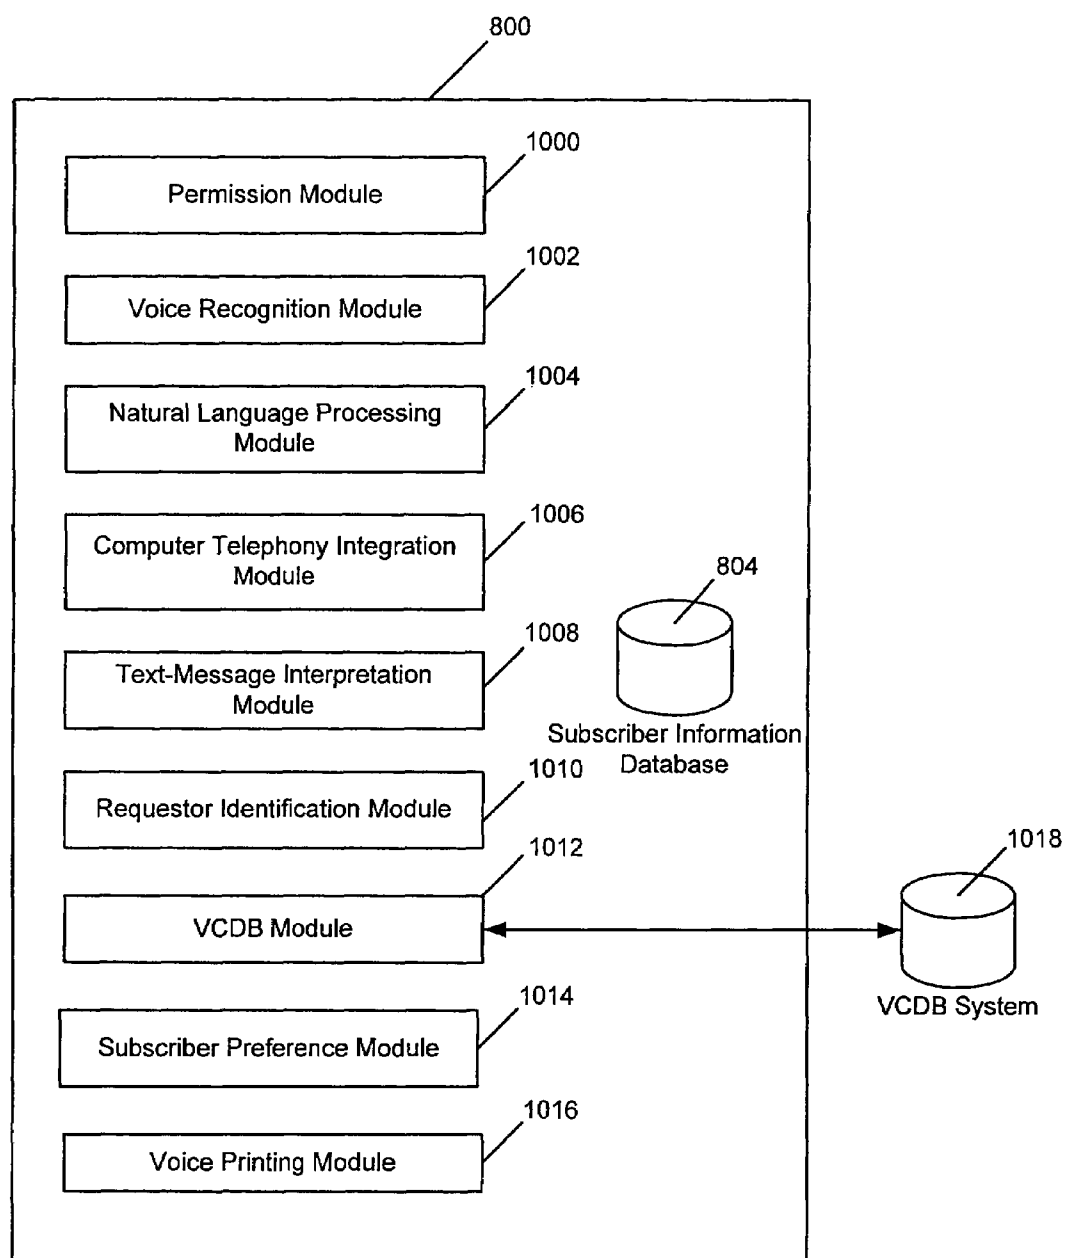 800
1000
Permission Module
1002
Voice Recognition Module
1004
Natural Language Processing
Module
1006
Computer Telephony Integration
Module
804
1008
Text-Message Interpretation
Module
Subscriber Information
Database
1010
Requestor Identification Module
1012
1018
VCDB Module
VCDB System
1014
Subscriber Preference Module
1016
Voice Printing Module